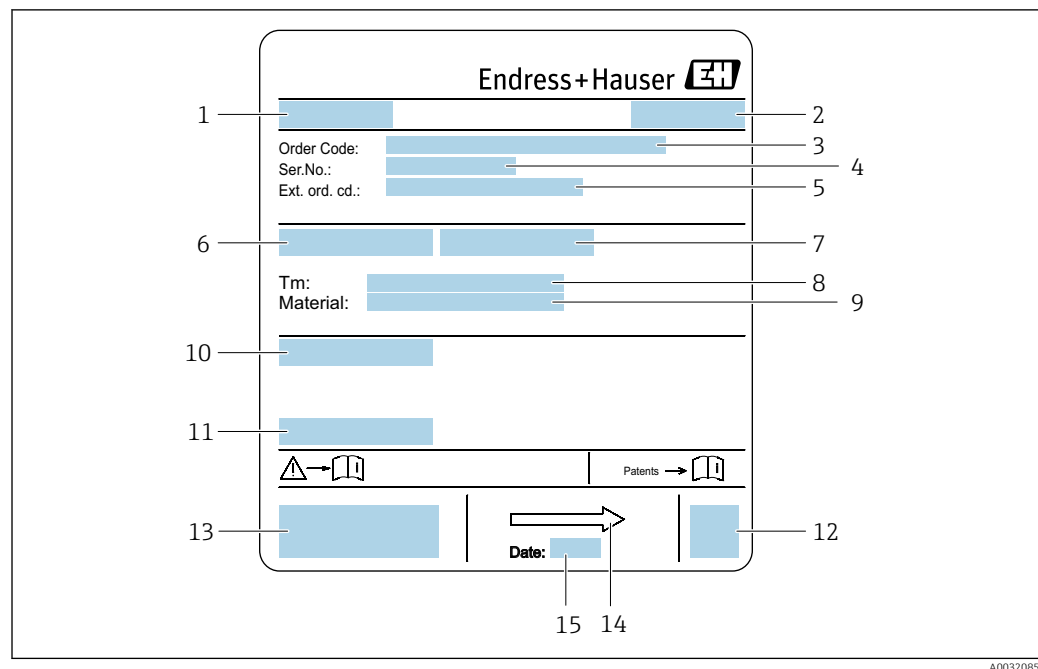 Endress+Hauser EH
1 2
Order Code: 3
Ser.No.: 4
Ext. ord. cd.: 5
6 7
Tm: 8
Material: 9
10
11
Patents
13 12
Date:
15 14
A0032085